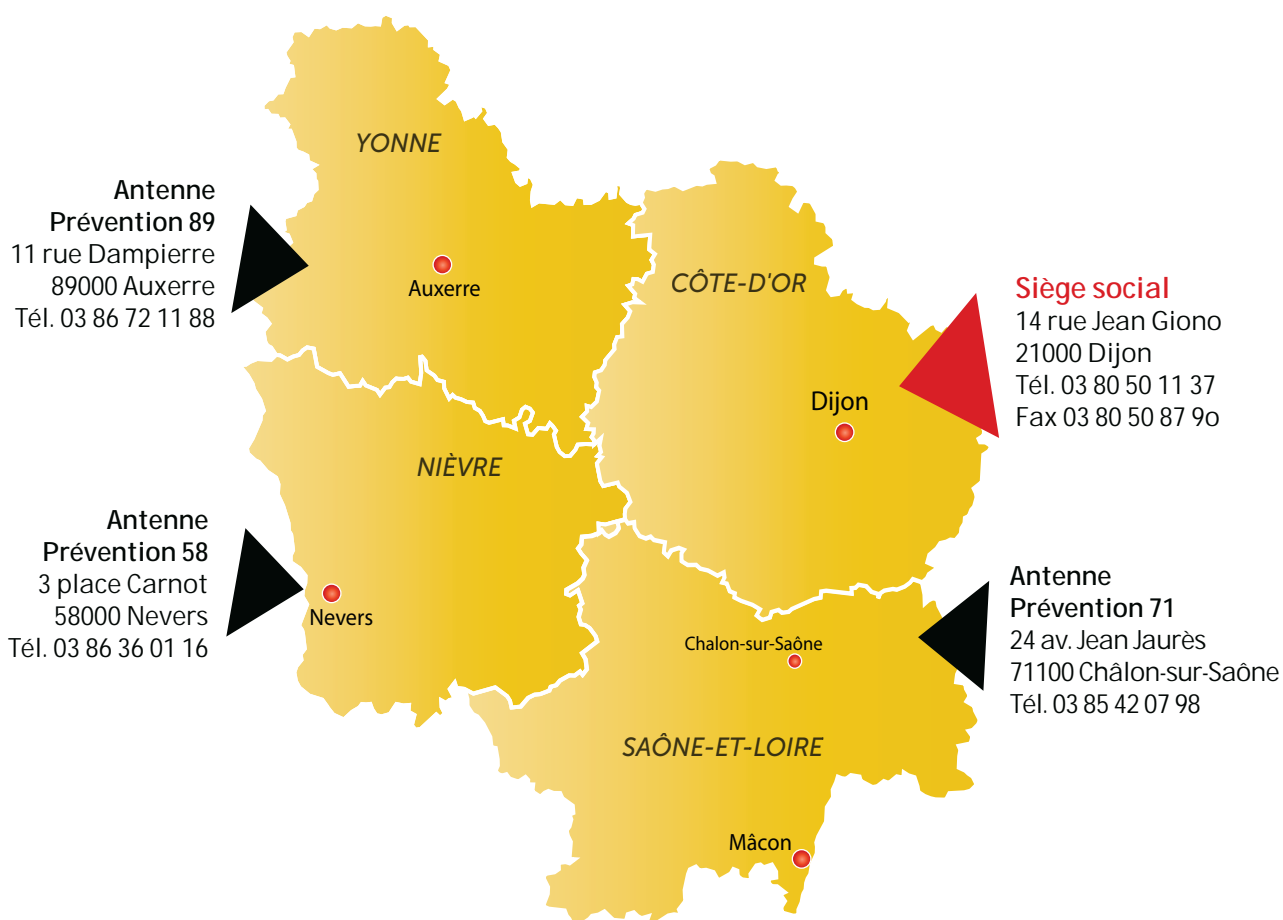 YONNE
Antenne
Prévention 89
11 rue Dampierre
89000 Auxerre
Tél. 03 86 72 11 88
Auxerre
CÔTE-D'OR
Siège social
14 rue Jean Giono
21000 Dijon
Tél. 03 80 50 11 37
Fax 03 80 50 87 9o
Dijon
NIÈVRE
Antenne
Prévention 58
3 place Carnot
58000 Nevers
Tél. 03 86 36 01 16
Nevers
Antenne
Prévention 71
24 av. Jean Jaurès
71100 Châlon-sur-Saône
Tél. 03 85 42 07 98
Chalon-sur-Saône
SAÔNE-ET-LOIRE
Mâcon